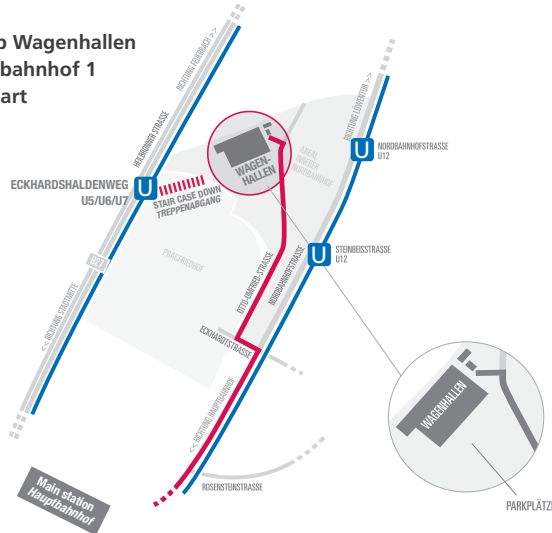 Wagenhallen
bahnhof 1
art
RICHTUNG FEUERBACH >>
HEILBRONNER STRASSE
RICHTUNG LÖWENTOR >>
U
NORDBAHNHOFSTRASSE
U12
AREAL
INNERER
NORDBAHNHOF
WAGEN-
HALLEN
ECKHARDSHALDENWEG
U5/U6/U7
U
STAIR CASE DOWN
TREPPENABGANG
PRAGFRIEDHOF
B27
<< RICHTUNG STADTMITTE
OTTO-UMFRID-STRASSE
NORDBAHNHOFSTRASSE
U
STEINBEISSTRASSE
U12
ECKHARDTSTRASSE
<< RICHTUNG HAUPTBAHNHOF
WAGENHALLEN
Main station
Hauptbahnhof
ROSENSTEINSTRASSE